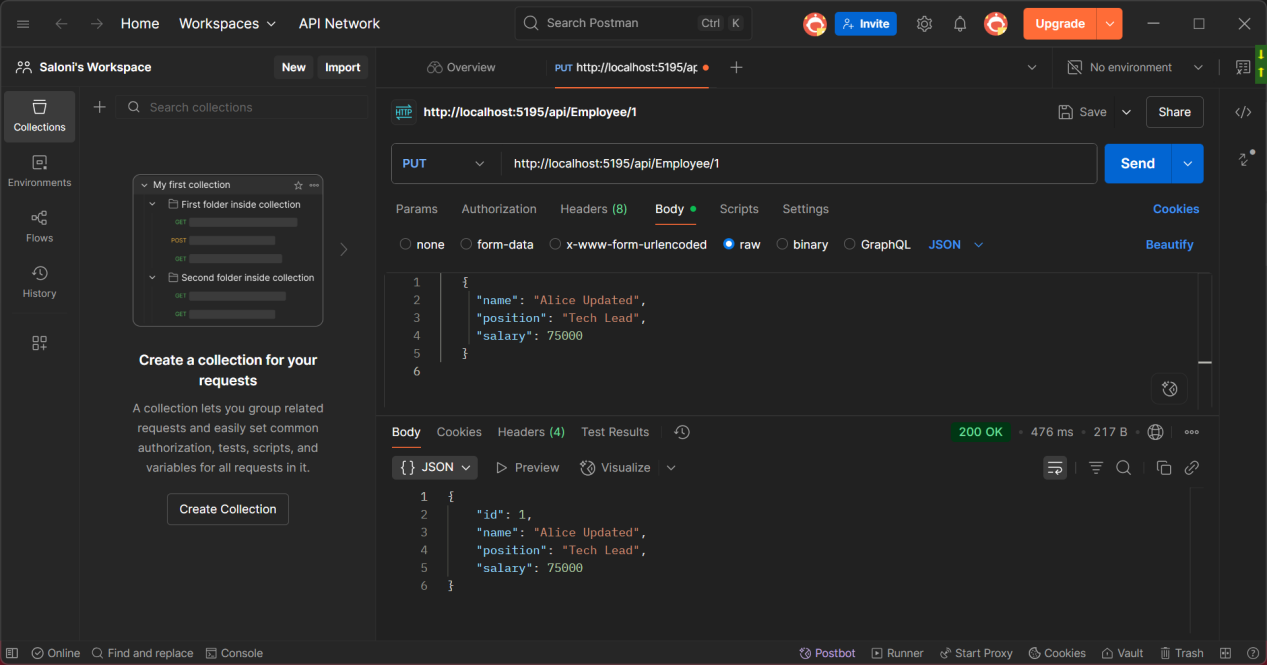 Home Workspaces API Network Search Postman Ctrl K Invite Upgrade
Saloni's Workspace New Import Overview PUT http://localhost:5195/ap No environment
Collections
Environments
Flows
History
Search collections
My first collection
First folder inside collection
GET
POST
GET
Second folder inside collection
GET
GET
Create a collection for your
requests
A collection lets you group related
requests and easily set common
authorization, tests, scripts, and
variables for all requests in it.
Create Collection
HTTP http://localhost:5195/api/Employee/1 Save Share
PUT http://localhost:5195/api/Employee/1 Send
Params Authorization Headers (8) Body Scripts Settings Cookies
none form-data x-www-form-urlencoded raw binary GraphQL JSON Beautify
1 {
2 "name": "Alice Updated",
3 "position": "Tech Lead",
4 "salary": 75000
5 }
6
Body Cookies Headers (4) Test Results 200 OK 476 ms 217 B
{} JSON Preview Visualize
1 {
2 "id": 1,
3 "name": "Alice Updated",
4 "position": "Tech Lead",
5 "salary": 75000
6 }
Online Find and replace Console Postbot Runner Start Proxy Cookies Vault Trash